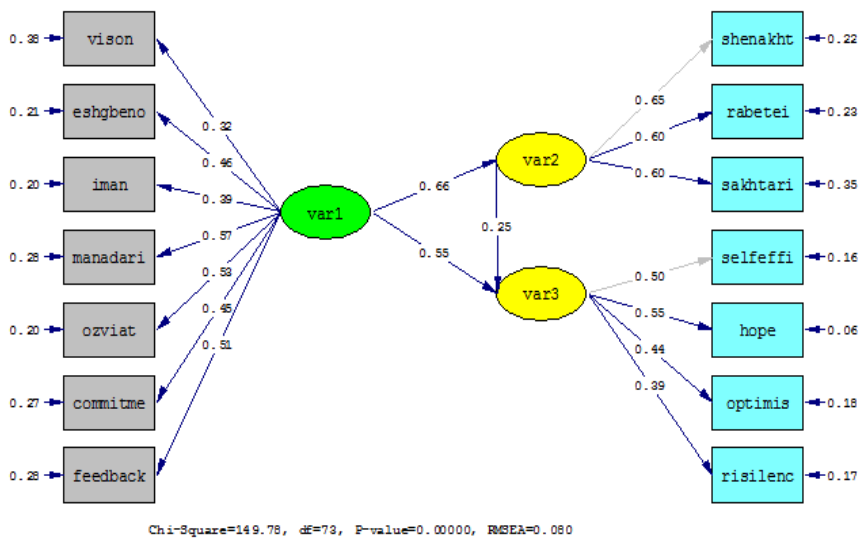 0.38 vison
0.21 eshgbeno
0.20 iman
0.28 manadari
0.20 ozviat
0.27 commitme
0.28 feedback
0.32
0.46
0.39
0.57
0.53
0.45
0.51
var1
0.66
0.55
var2
0.25
var3
0.65
0.60
0.60
0.50
0.55
0.44
0.39
shenakht 0.22
rabetei 0.23
sakhtari 0.35
selfeffi 0.16
hope 0.06
optimis 0.18
risilenc 0.17
Chi-Square=149.78, df=73, P-value=0.00000, RMSEA=0.080